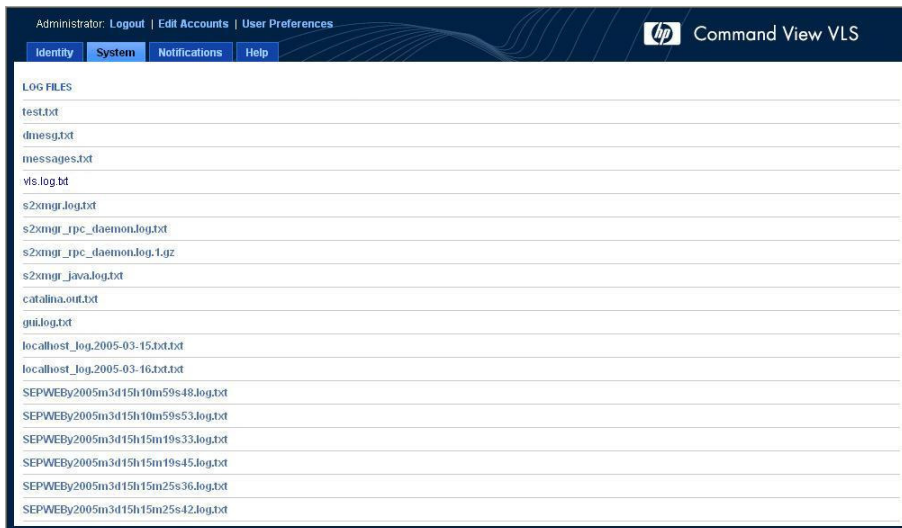 Administrator: Logout | Edit Accounts | User Preferences
hp Command View VLS
Identity System Notifications Help
LOG FILES
test.txt
dmesg.txt
messages.txt
vls.log.txt
s2xmgr.log.txt
s2xmgr_rpc_daemon.log.txt
s2xmgr_rpc_daemon.log.1.gz
s2xmgr_java.log.txt
catalina.out.txt
gui.log.txt
localhost_log.2005-03-15.txt.txt
localhost_log.2005-03-16.txt.txt
SEPWEBy2005m3d15h10m59s48.log.txt
SEPWEBy2005m3d15h10m59s53.log.txt
SEPWEBy2005m3d15h15m19s33.log.txt
SEPWEBy2005m3d15h15m19s45.log.txt
SEPWEBy2005m3d15h15m25s36.log.txt
SEPWEBy2005m3d15h15m25s42.log.txt